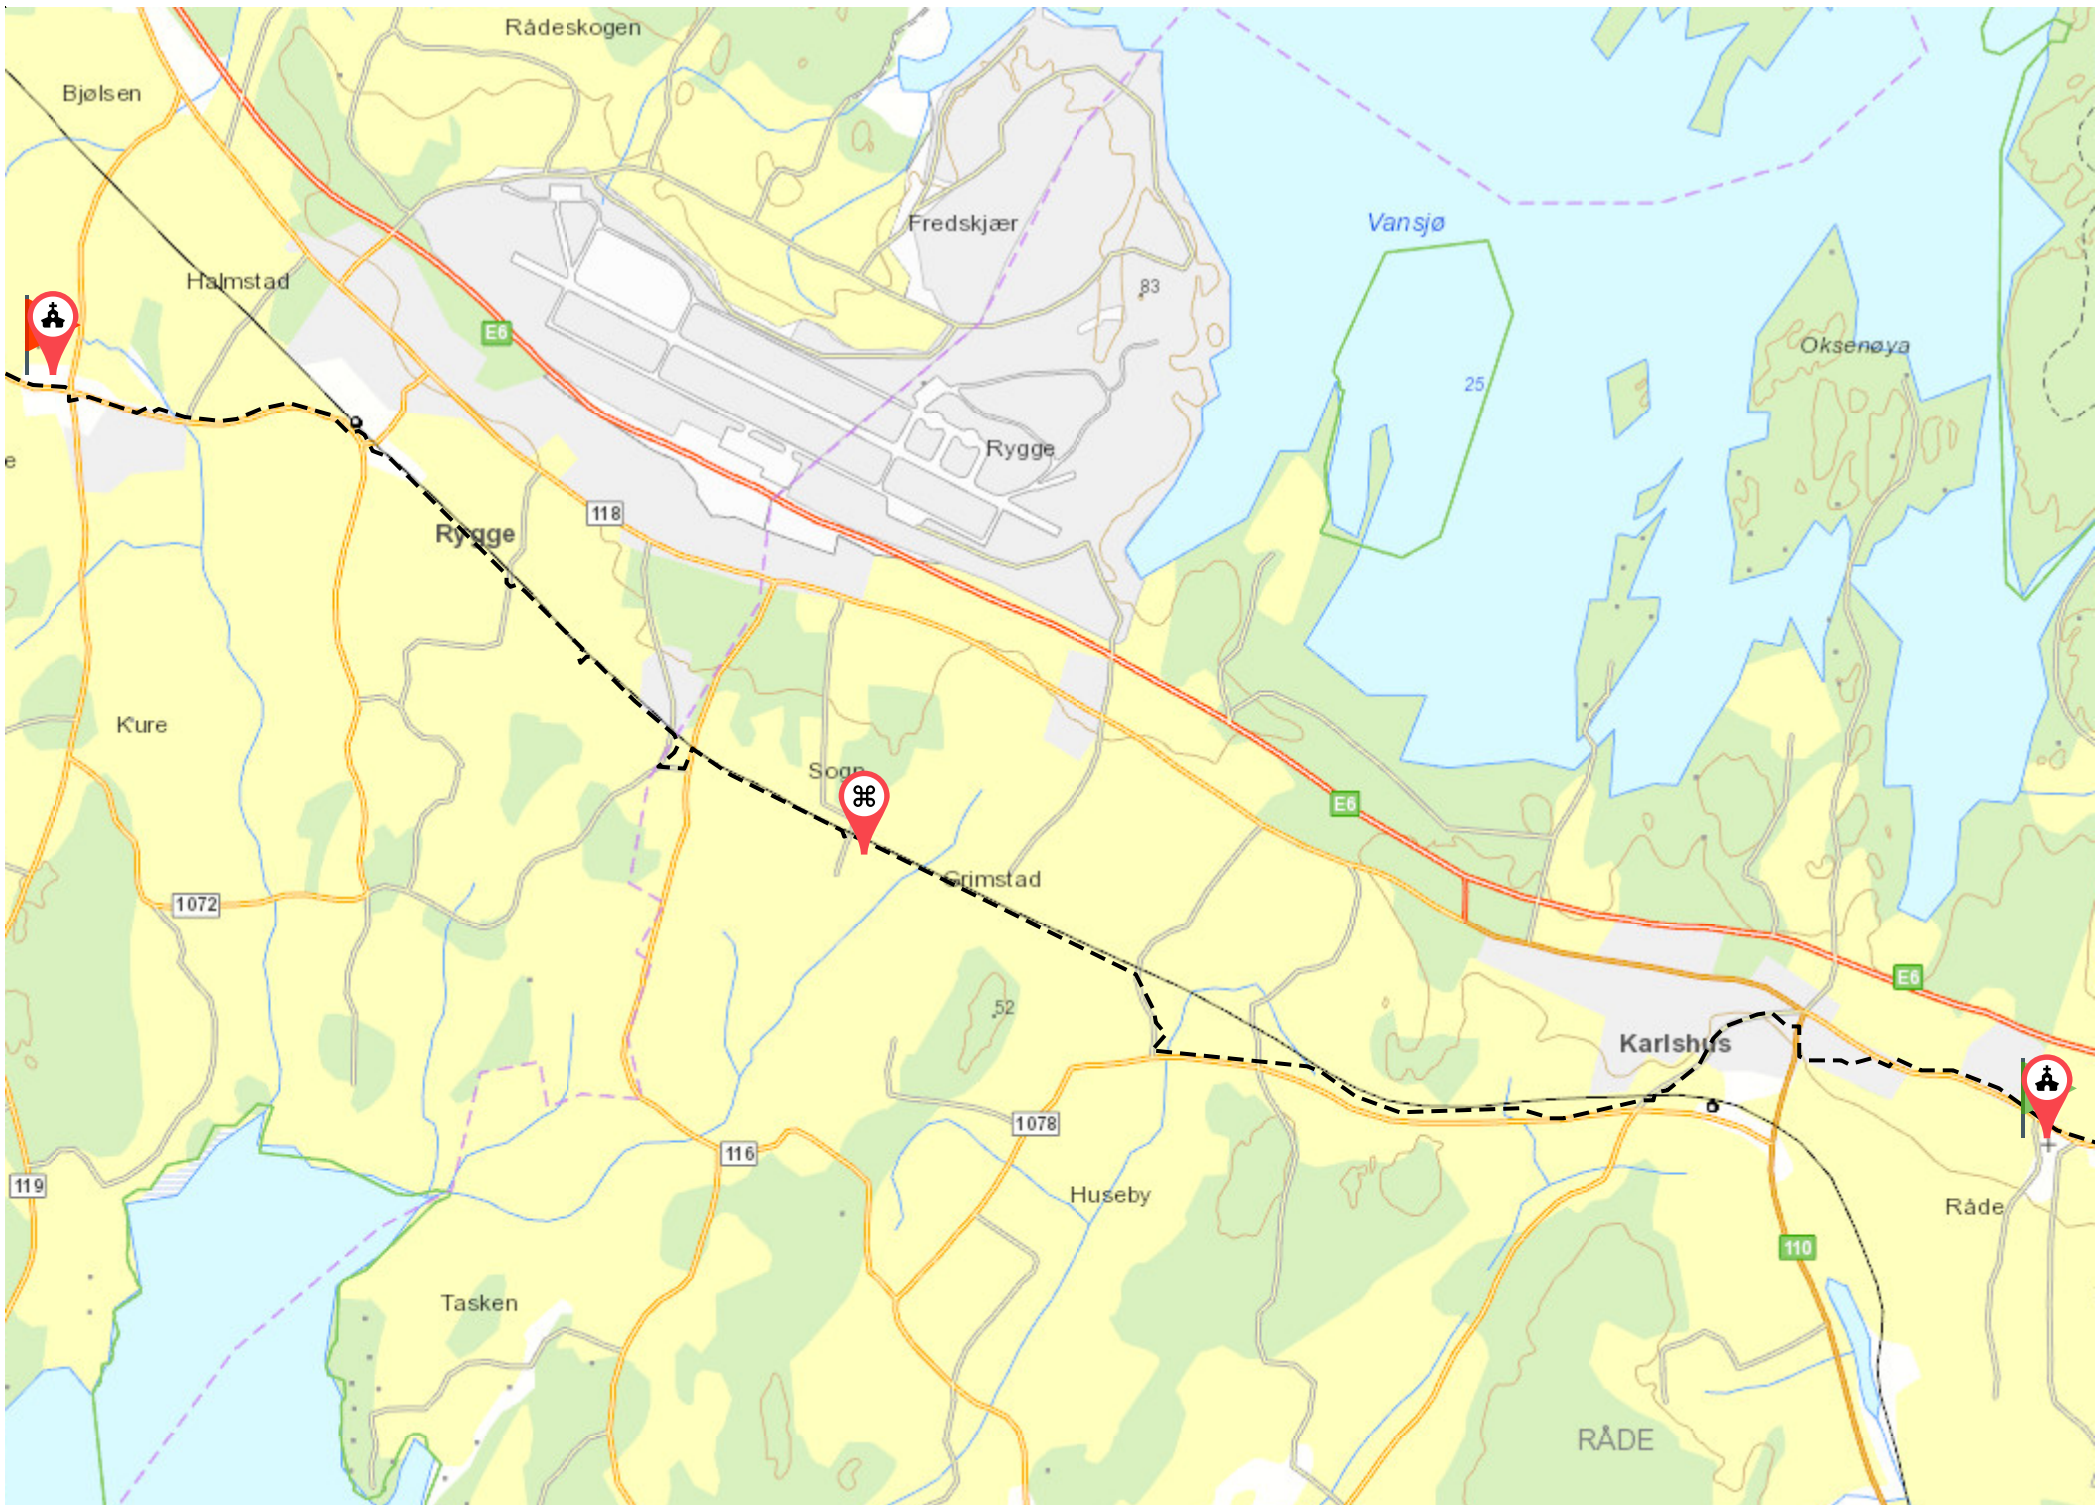 Rådeskogen
Bjølsen
Fredskjær
Vansjø
Halmstad
83
E6
Oksenøya
25
Rygge
e
118
Rygge
K'ure
Sogn
E6
Grimstad
1072
E6
52
Karlshus
1078
116
119
Huseby
Råde
110
Tasken
RÅDE